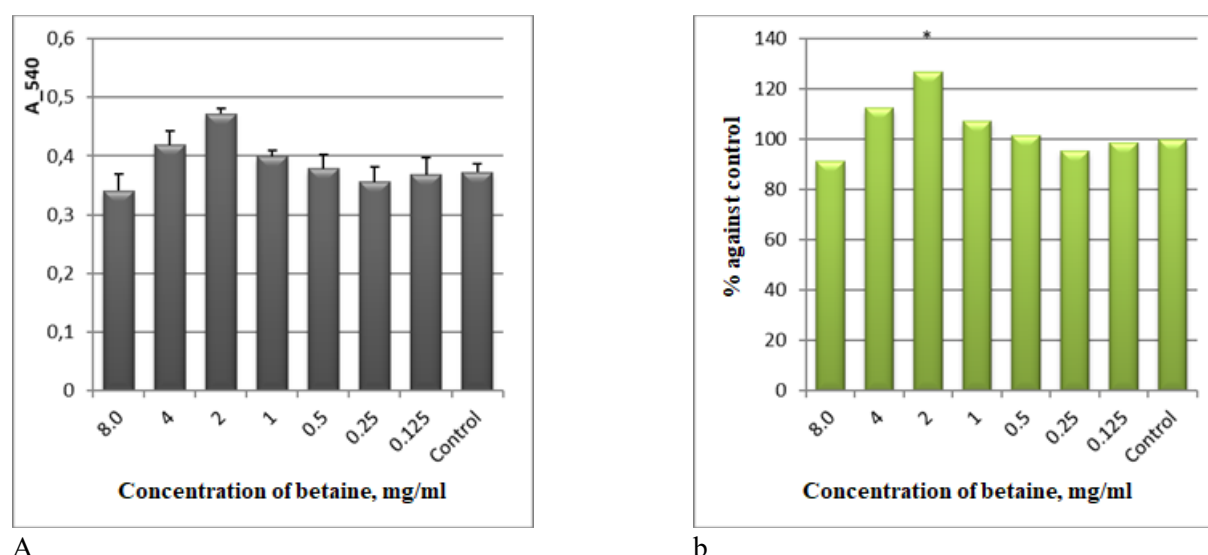 0,6
0,5
0,4
0,3
0,2
0,1
0
A_540
8.0 4 2 1 0.5 0.25 0.125 Control
Concentration of betaine, mg/ml
A
140
120
100
80
60
40
20
0
% against control
*
8.0 4 2 1 0.5 0.25 0.125 Control
Concentration of betaine, mg/ml
b